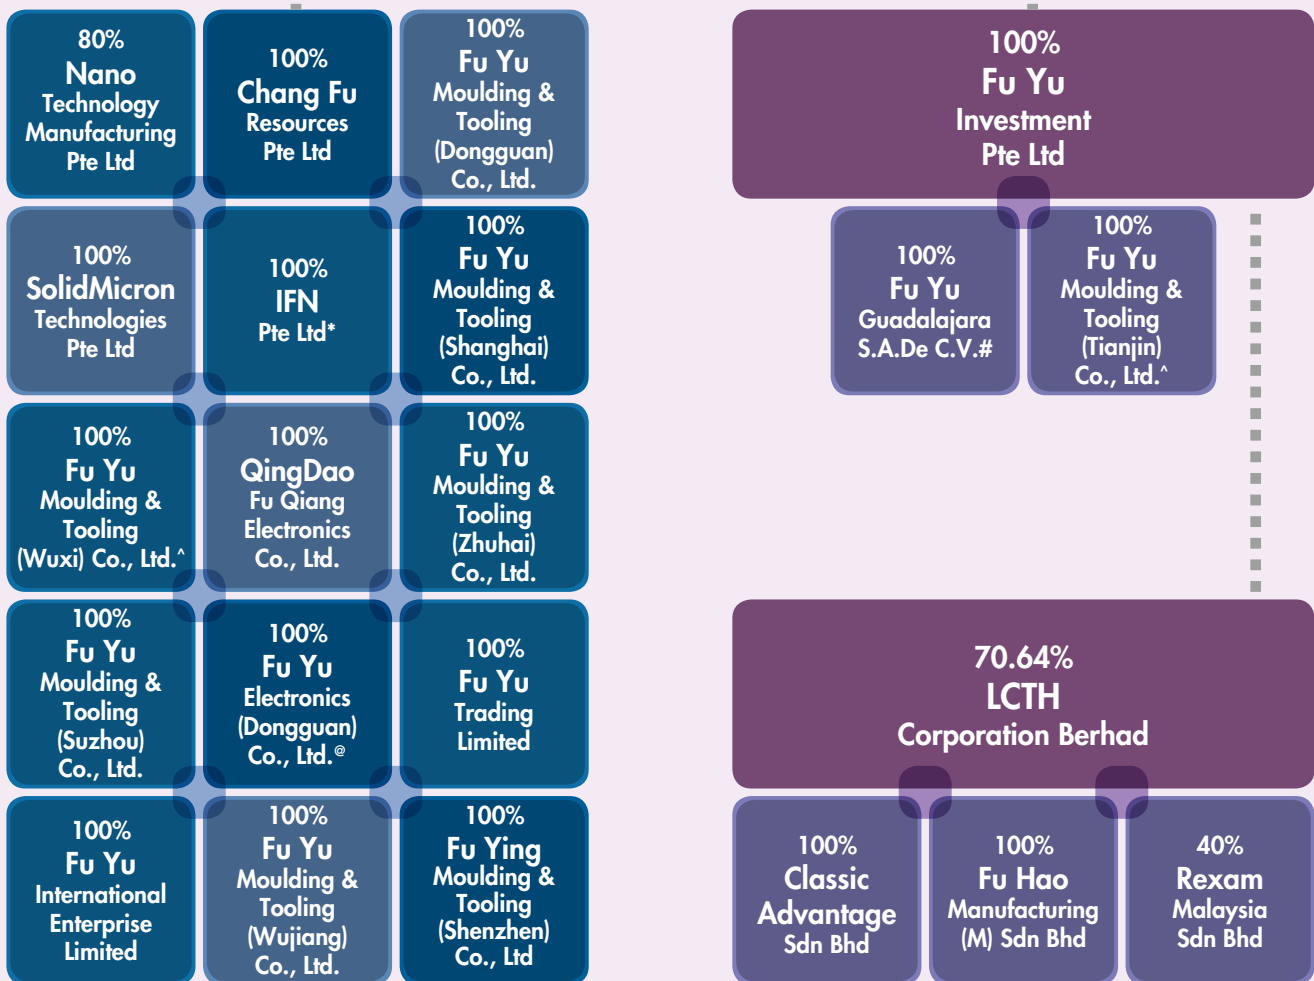 80%
Nano
Technology
Manufacturing
Pte Ltd
100%
Chang Fu
Resources
Pte Ltd
100%
Fu Yu
Moulding &
Tooling
(Dongguan)
Co., Ltd.
100%
SolidMicron
Technologies
Pte Ltd
100%
IFN
Pte Ltd*
100%
Fu Yu
Moulding &
Tooling
(Shanghai)
Co., Ltd.
100%
Fu Yu
Moulding &
Tooling
(Wuxi) Co., Ltd.^
100%
QingDao
Fu Qiang
Electronics
Co., Ltd.
100%
Fu Yu
Moulding &
Tooling
(Zhuhai)
Co., Ltd.
100%
Fu Yu
Moulding &
Tooling
(Suzhou)
Co., Ltd.
100%
Fu Yu
Electronics
(Dongguan)
Co., Ltd.@
100%
Fu Yu
Trading
Limited
100%
Fu Yu
International
Enterprise
Limited
100%
Fu Yu
Moulding &
Tooling
(Wujiang)
Co., Ltd.
100%
Fu Ying
Moulding &
Tooling
(Shenzhen)
Co., Ltd
100%
Fu Yu
Investment
Pte Ltd
100%
Fu Yu
Guadalajara
S.A.De C.V.#
100%
Fu Yu
Moulding &
Tooling
(Tianjin)
Co., Ltd.^
70.64%
LCTH
Corporation Berhad
100%
Classic
Advantage
Sdn Bhd
100%
Fu Hao
Manufacturing
(M) Sdn Bhd
40%
Rexam
Malaysia
Sdn Bhd